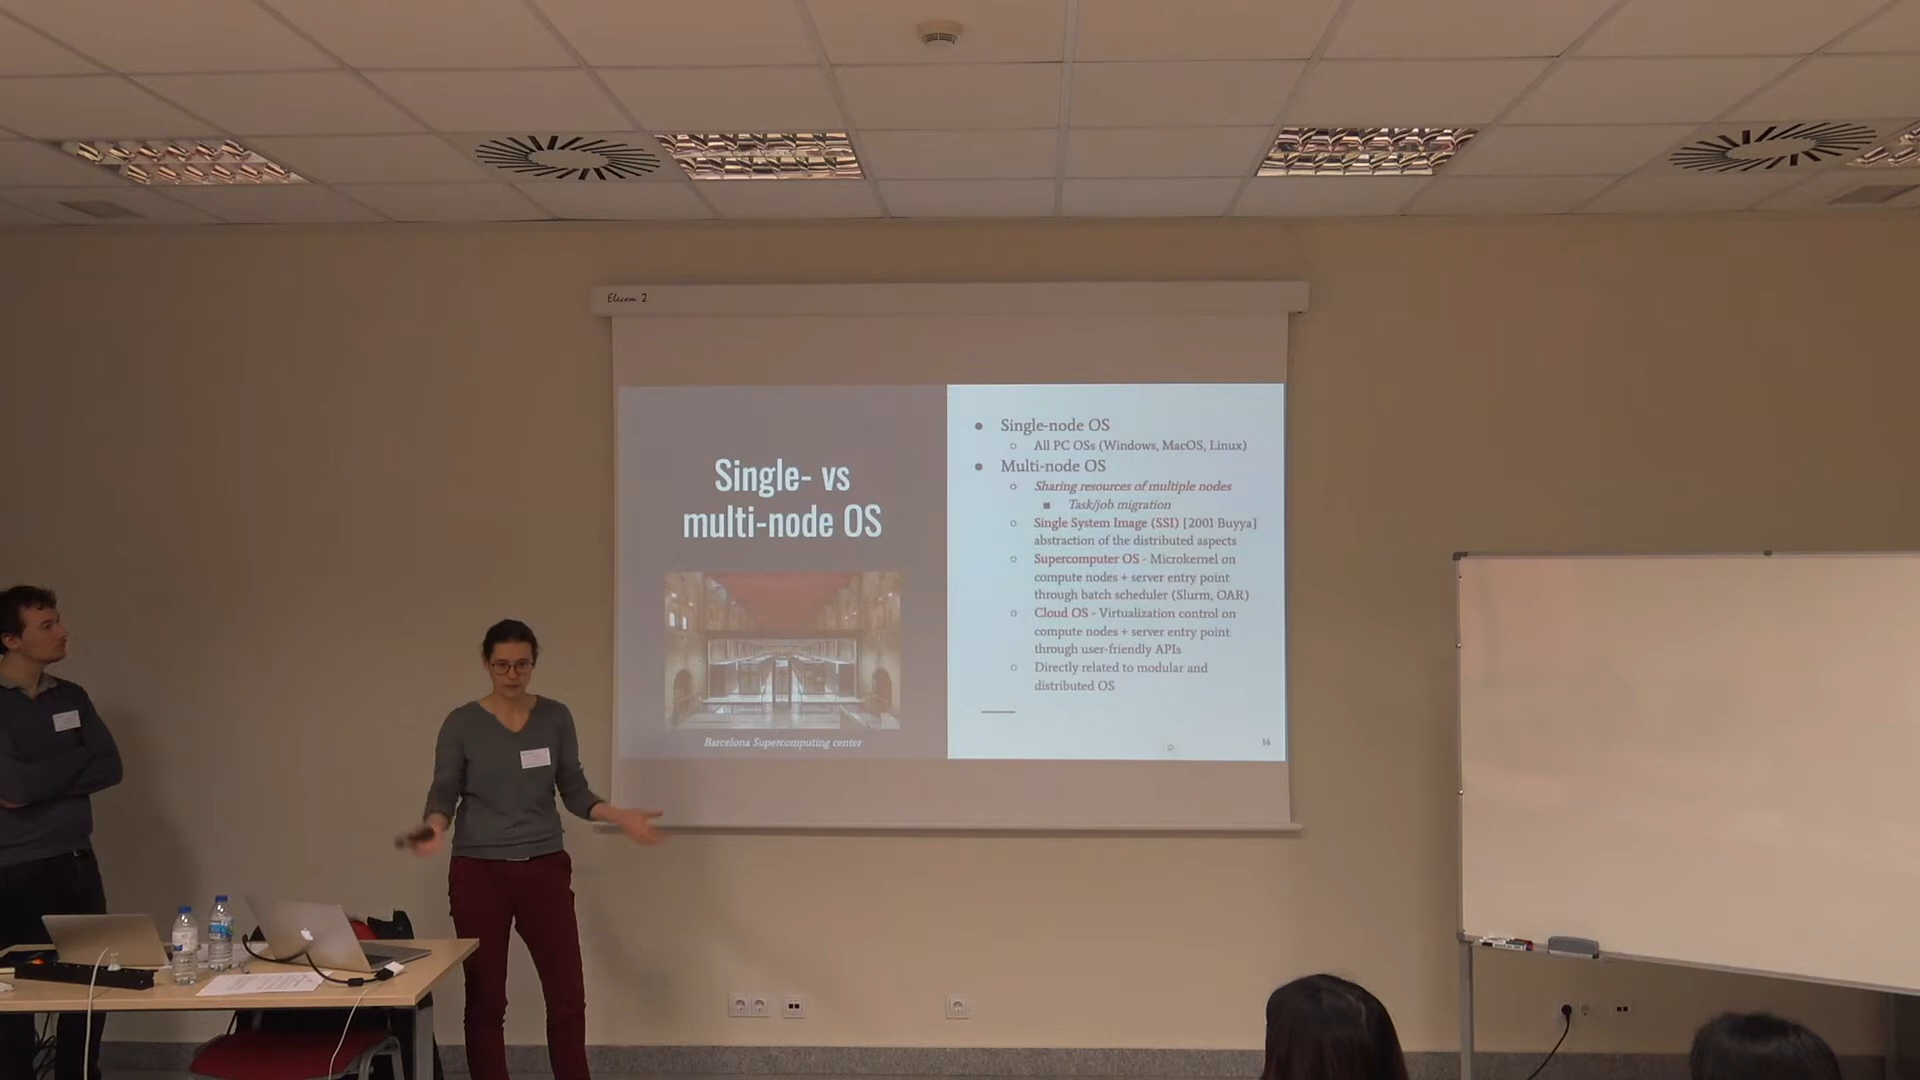 Elecom 2
Single- vs
multi-node OS
Barcelona Supercomputing center
● Single-node OS
○ All PC OSs (Windows, MacOS, Linux)
● Multi-node OS
○ Sharing resources of multiple nodes
■ Task/job migration
○ Single System Image (SSI) [2001 Buyya]
abstraction of the distributed aspects
○ Supercomputer OS - Microkernel on
compute nodes + server entry point
through batch scheduler (Slurm, OAR)
○ Cloud OS - Virtualization control on
compute nodes + server entry point
through user-friendly APIs
○ Directly related to modular and
distributed OS
14